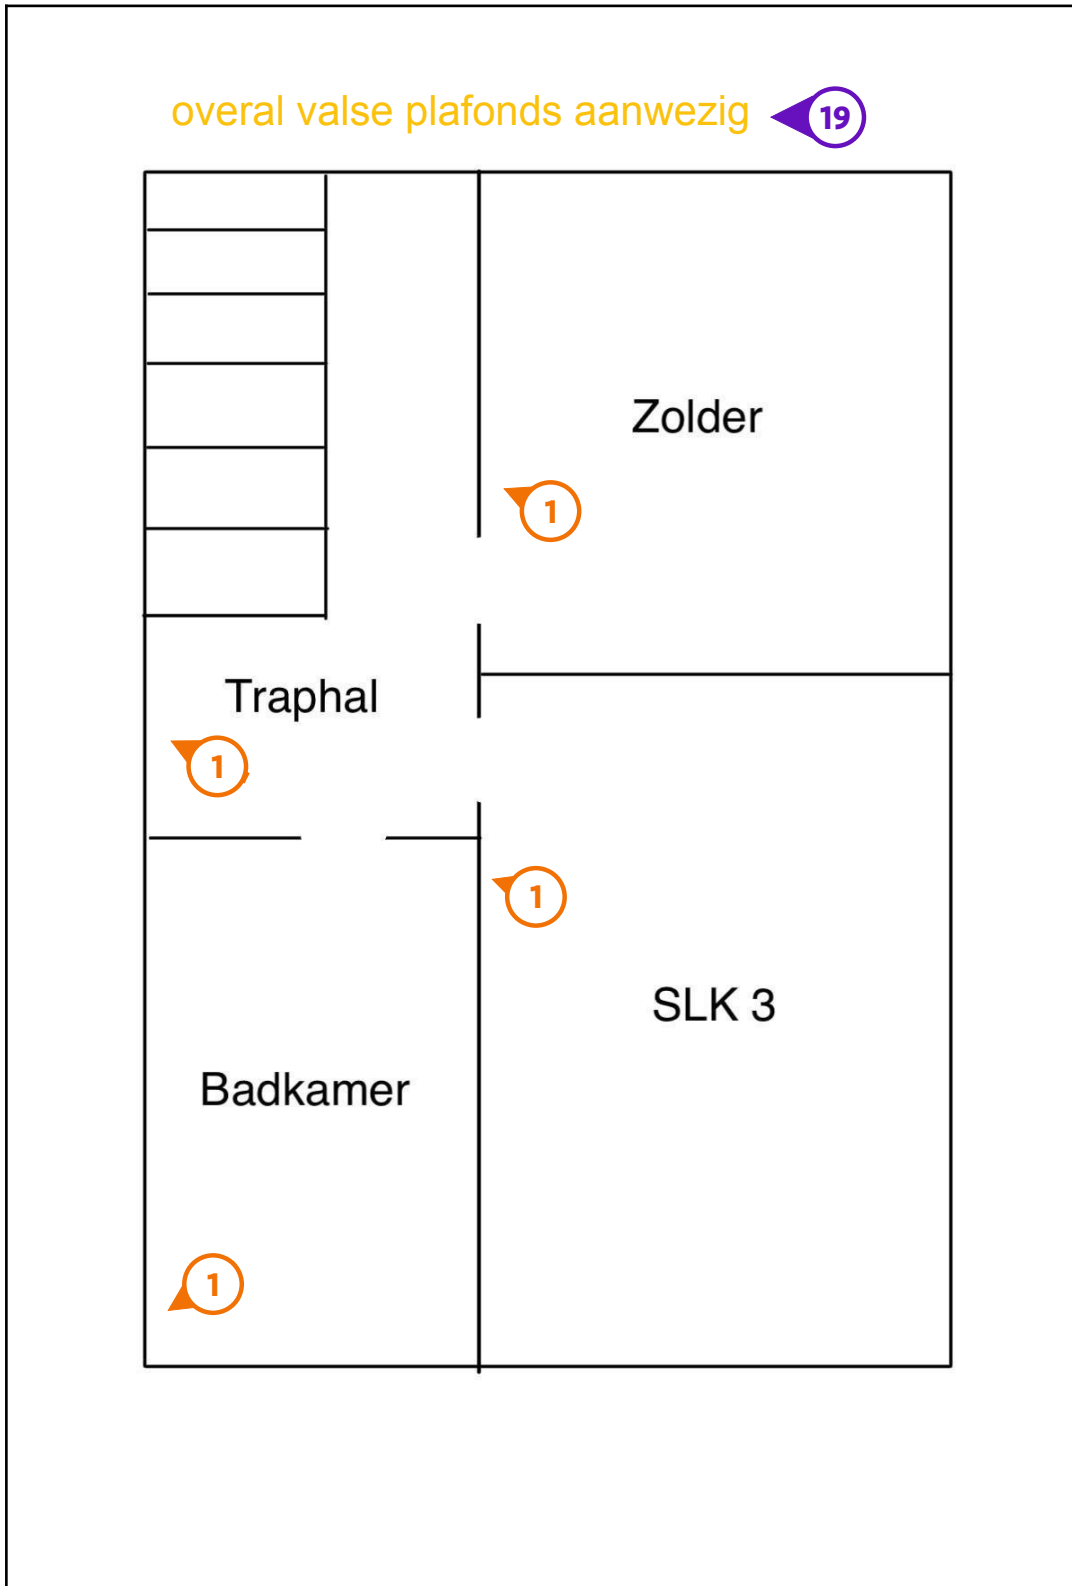 overal valse plafonds aanwezig 19
Zolder
1
Traphal
1
1
SLK 3
Badkamer
1